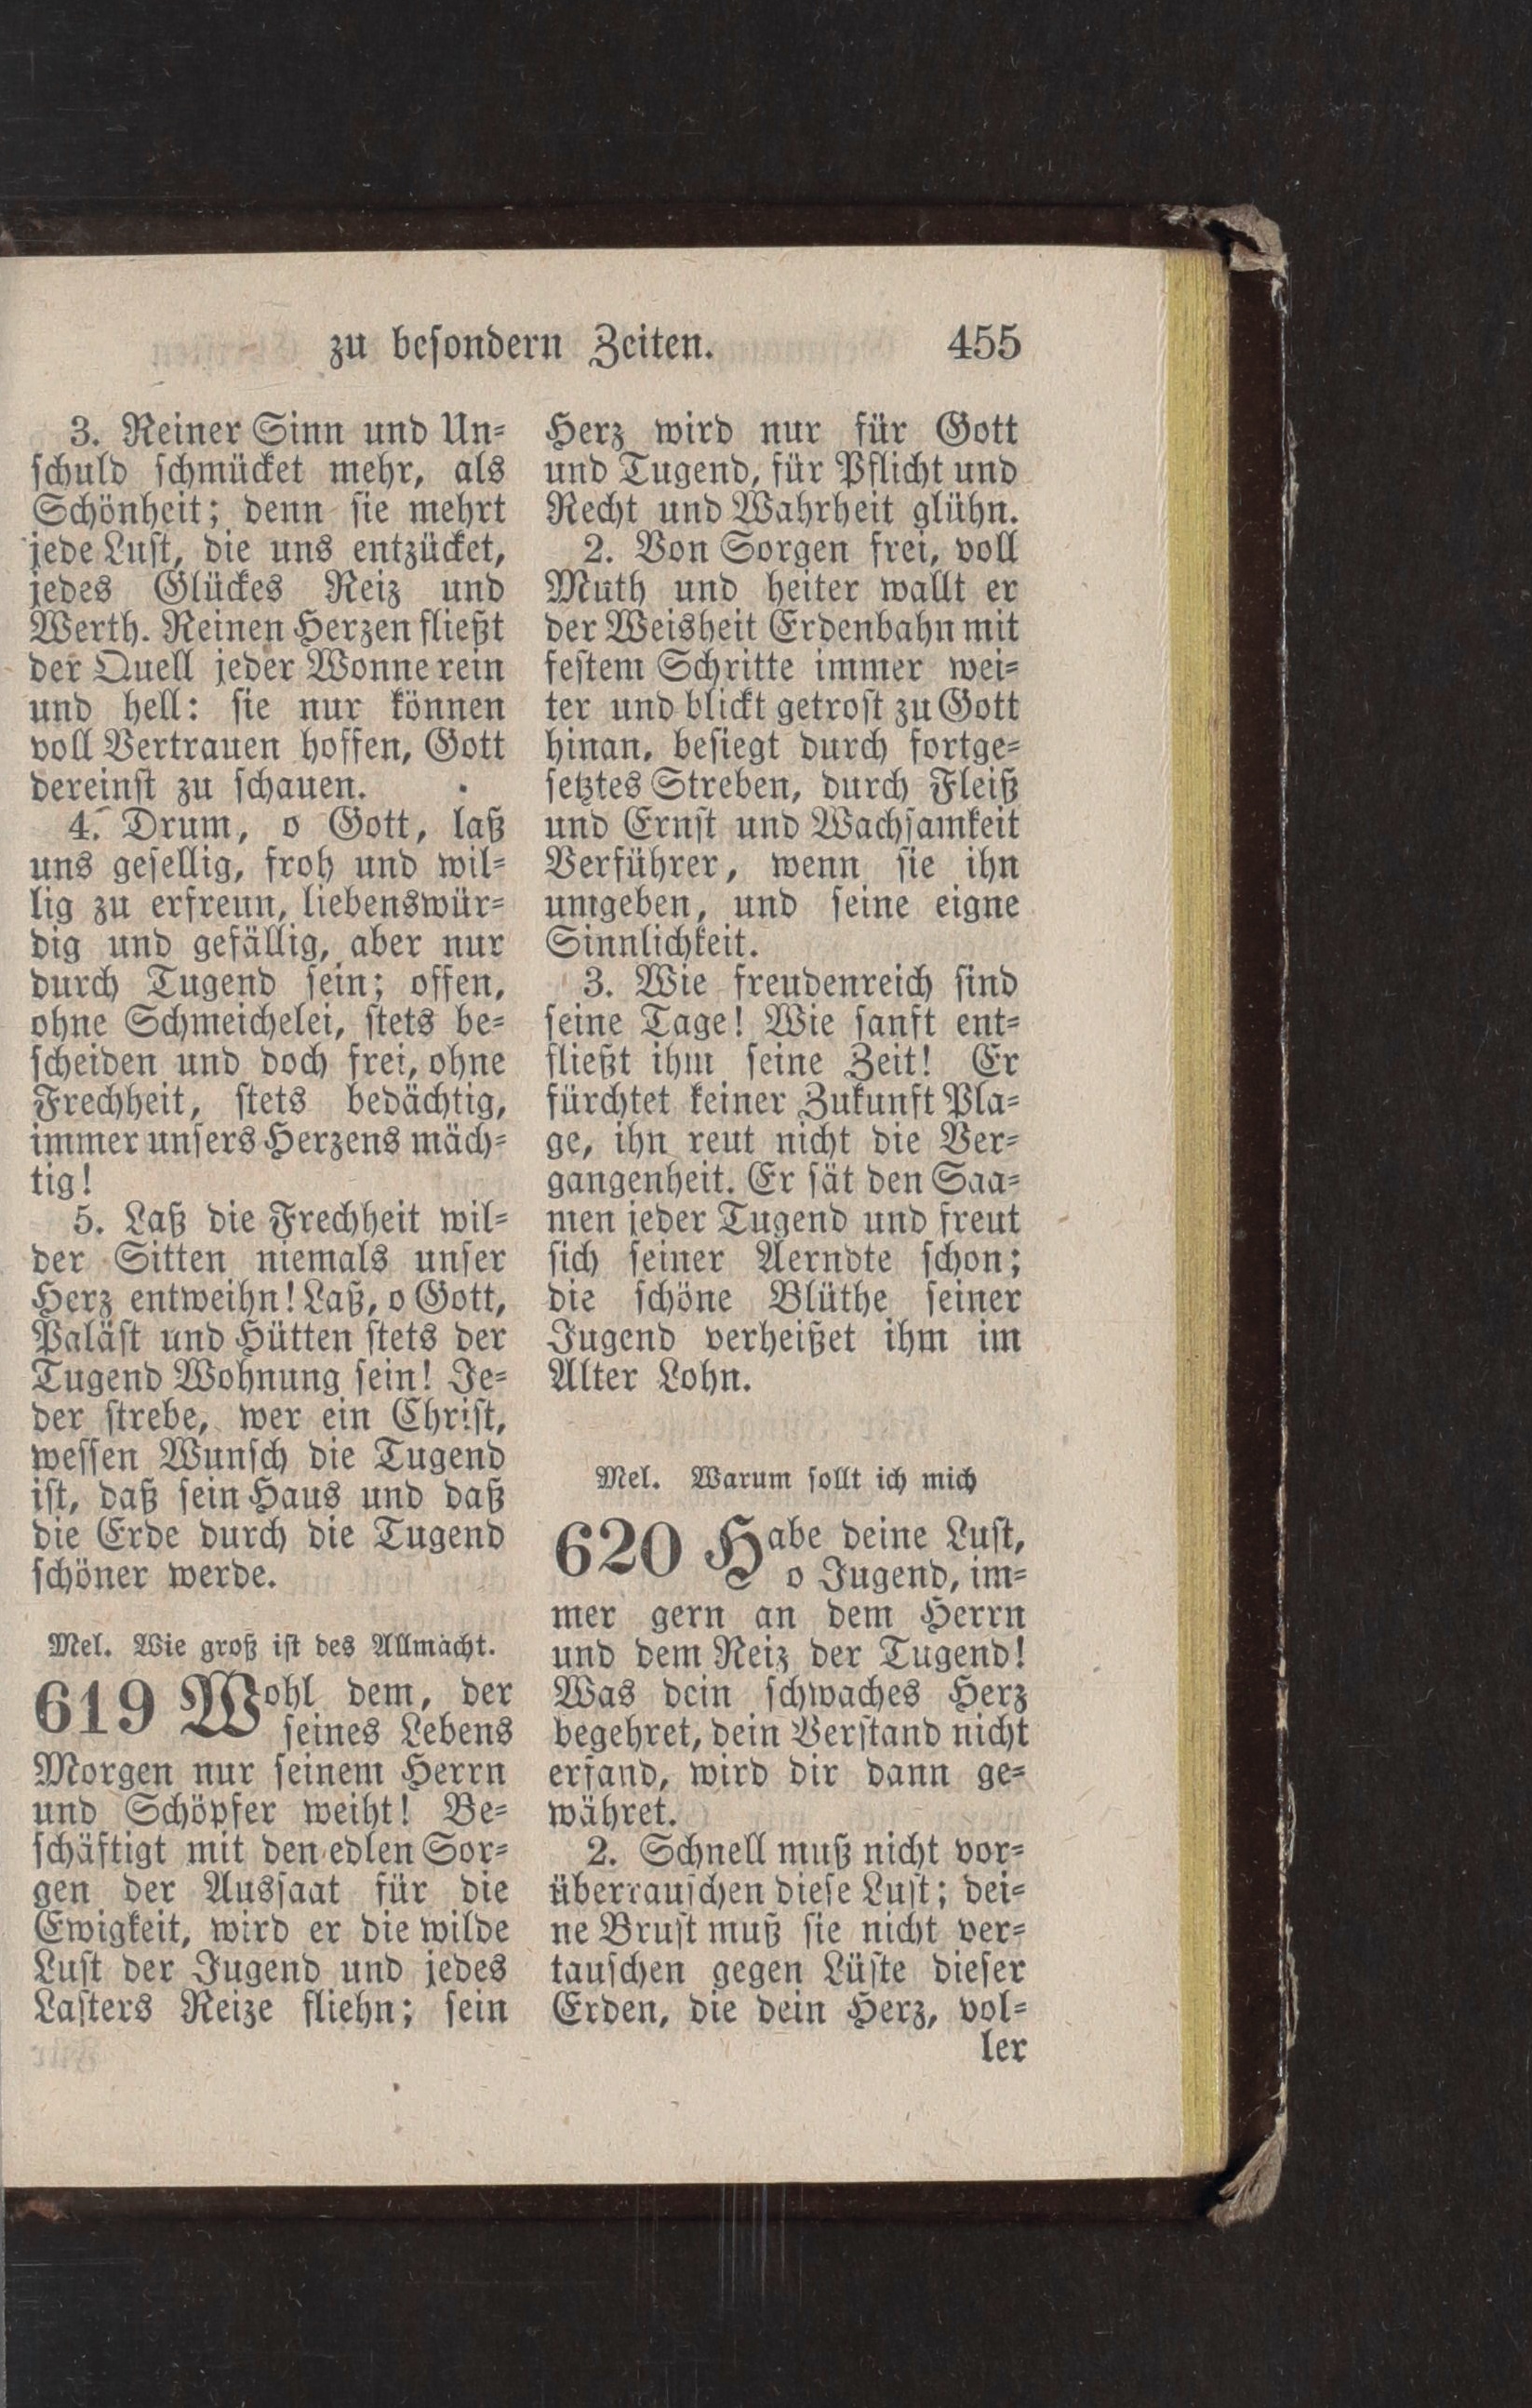 zu besondern Zeiten. 455
3. Reiner Sinn und Un-
schuld schmücket mehr, als
Schönheit; denn sie mehrt
jede Lust, die uns entzücket,
jedes Glückes Reiz und
Werth. Reinen Herzen fließt
der Quell jeder Wonne rein
und hell: sie nur können
voll Vertrauen hoffen, Gott
dereinst zu schauen.
4. Drum, o Gott, laß
uns gesellig, froh und wil-
lig zu erfreun, liebenswür-
dig und gefällig, aber nur
durch Tugend sein; offen,
ohne Schmeichelei, stets be-
scheiden und doch frei, ohne
Frechheit, stets bedächtig,
immer unsers Herzens mäch-
tig!
5. Laß die Frechheit wil-
der Sitten niemals unser
Herz entweihn! Laß, o Gott,
Paläst und Hütten stets der
Tugend Wohnung sein! Je-
der strebe, wer ein Christ,
wessen Wunsch die Tugend
ist, daß sein Haus und daß
die Erde durch die Tugend
schöner werde.
Mel. Wie groß ist des Allmächt.
619 Wohl dem, der
seines Lebens
Morgen nur seinem Herrn
und Schöpfer weiht! Be-
schäftigt mit den edlen Sor-
gen der Aussaat für die
Ewigkeit, wird er die wilde
Lust der Jugend und jedes
Lasters Reize fliehn; sein
Herz wird nur für Gott
und Tugend, für Pflicht und
Recht und Wahrheit glühn.
2. Von Sorgen frei, voll
Muth und heiter wallt er
der Weisheit Erdenbahn mit
festem Schritte immer wei-
ter und blickt getrost zu Gott
hinan, besiegt durch fortge-
setztes Streben, durch Fleiß
und Ernst und Wachsamkeit
Verführer, wenn sie ihn
umgeben, und seine eigne
Sinnlichkeit.
3. Wie freudenreich sind
seine Tage! Wie sanft ent-
fließt ihm seine Zeit! Er
fürchtet keiner Zukunft Pla-
ge, ihn reut nicht die Ver-
gangenheit. Er sät den Saa-
men jeder Tugend und freut
sich seiner Aerndte schon;
die schöne Blüthe seiner
Jugend verheißet ihm im
Alter Lohn.
Mel. Warum sollt ich mich
620 Habe deine Lust,
o Jugend, im-
mer gern an dem Herrn
und dem Reiz der Tugend!
Was dein schwaches Herz
begehret, dein Verstand nicht
erfand, wird dir dann ge-
währet.
2. Schnell muß nicht vor-
überrauschen diese Lust; dei-
ne Brust muß sie nicht ver-
tauschen gegen Lüste dieser
Erden, die dein Herz, vol-
ler